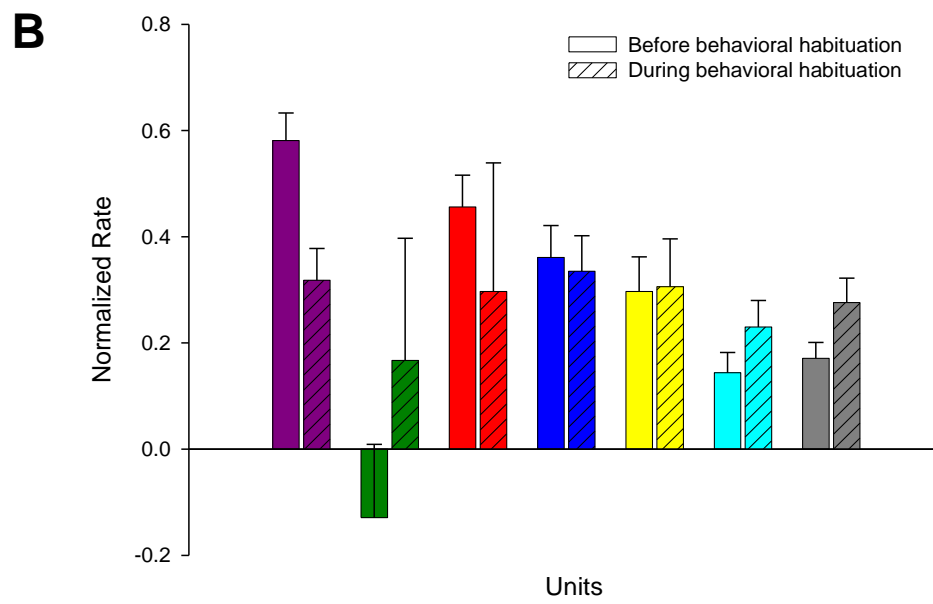 B
Before behavioral habituation
During behavioral habituation
0.8
0.6
0.4
0.2
0.0
-0.2
Normalized Rate
Units